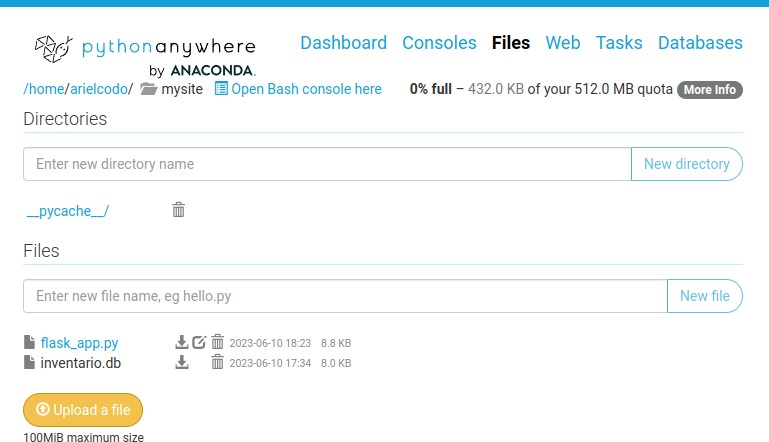 pythonanywhere
by ANACONDA.
Dashboard Consoles Files Web Tasks Databases
/home/arielcodo/ mysite Open Bash console here 0% full – 432.0 KB of your 512.0 MB quota More Info
Directories
Enter new directory name New directory
__pycache__/
Files
Enter new file name, eg hello.py New file
flask_app.py 2023-06-10 18:23 8.8 KB
inventario.db 2023-06-10 17:34 8.0 KB
Upload a file
100MiB maximum size